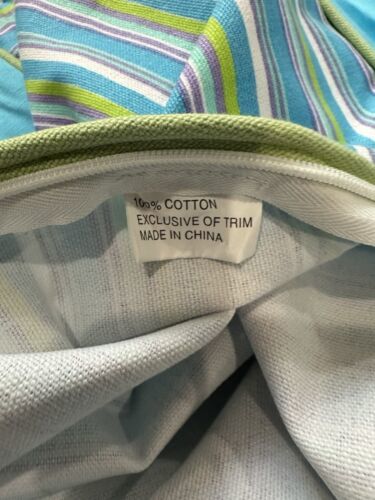 100% COTTON
EXCLUSIVE OF TRIM
MADE IN CHINA